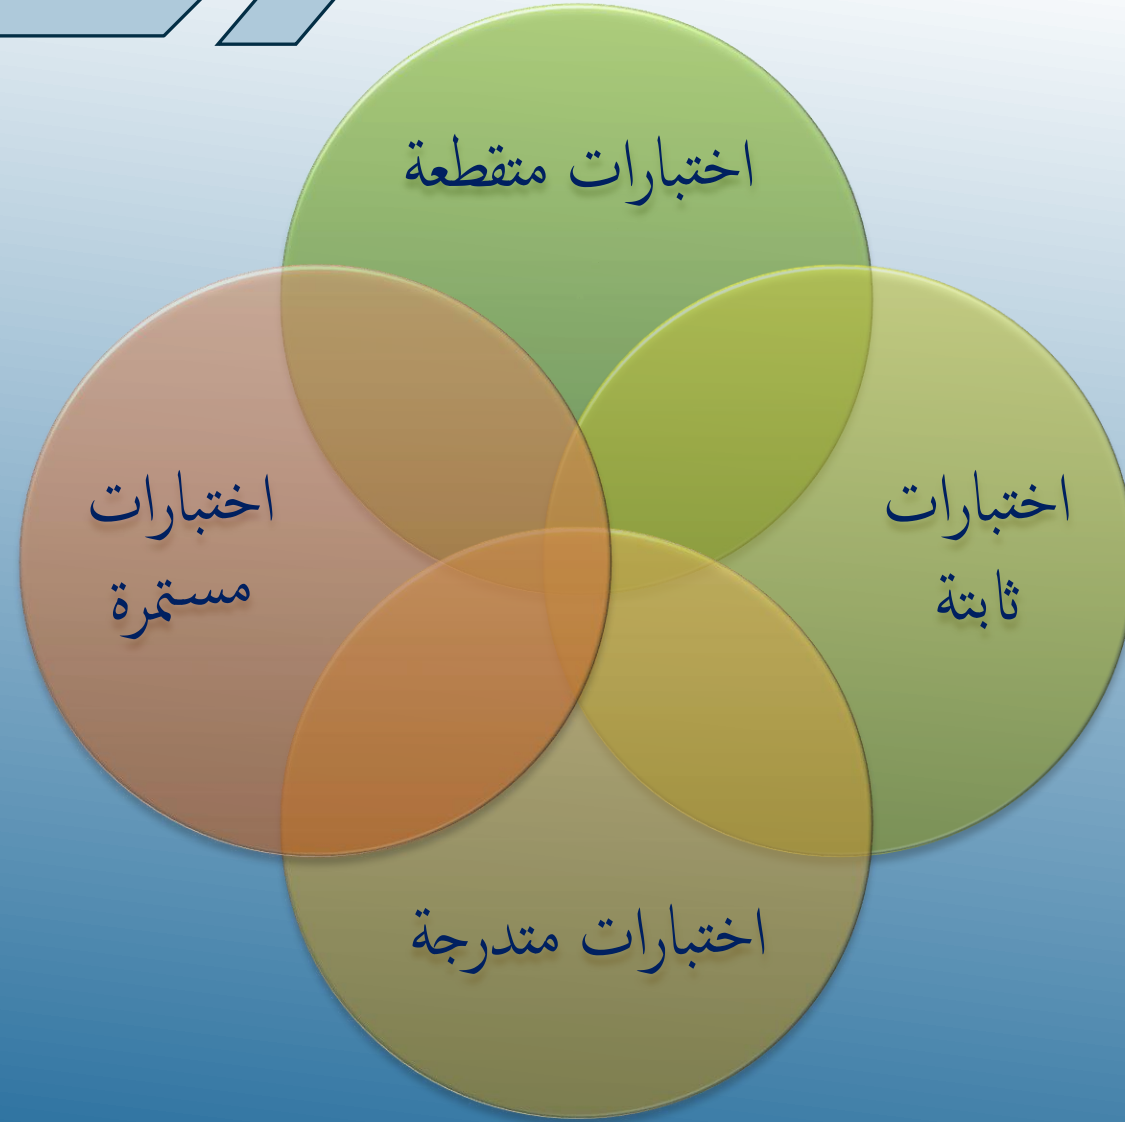 اختبارات متقطعة
اختبارات
ثابتة
اختبارات
مستمرة
اختبارات متدرجة